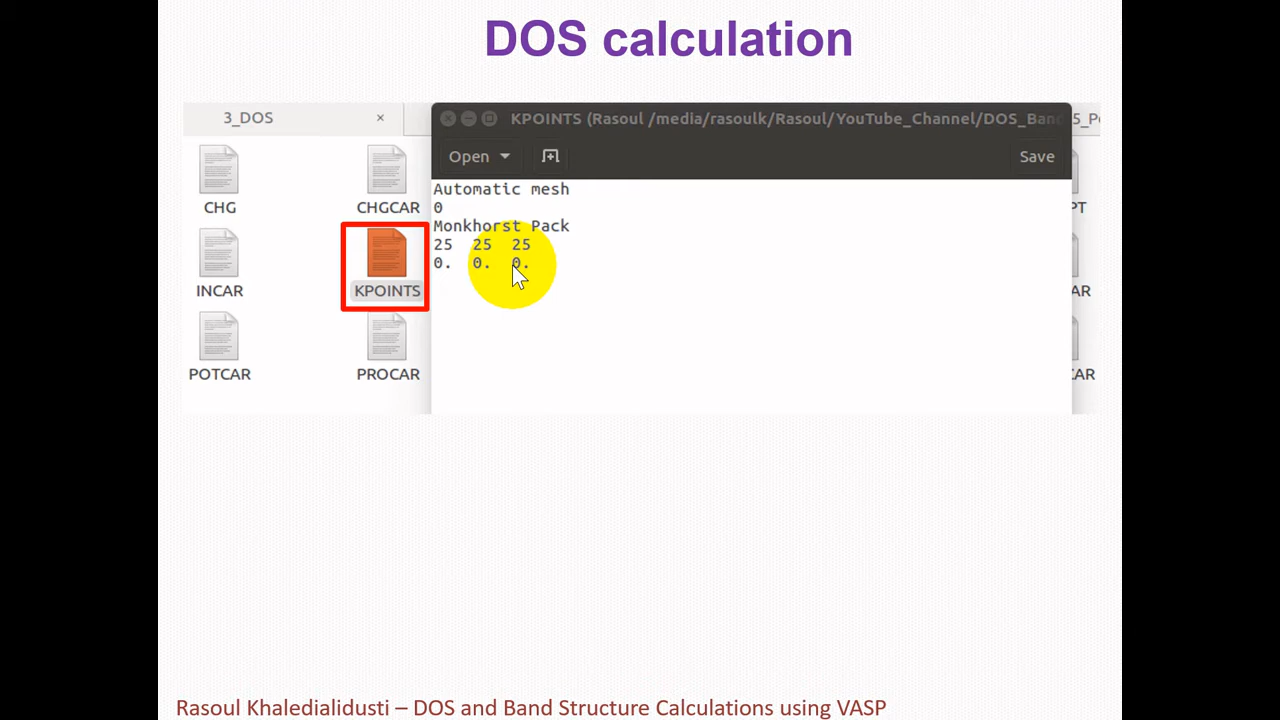 DOS calculation
3_DOS ×
KPOINTS (Rasoul /media/rasoulk/Rasoul/YouTube_Channel/DOS_Band
Open
Save
Automatic mesh
0
Monkhorst Pack
25 25 25
0. 0. 0.
CHG CHGCAR
INCAR KPOINTS
POTCAR PROCAR
Rasoul Khaledialidusti – DOS and Band Structure Calculations using VASP